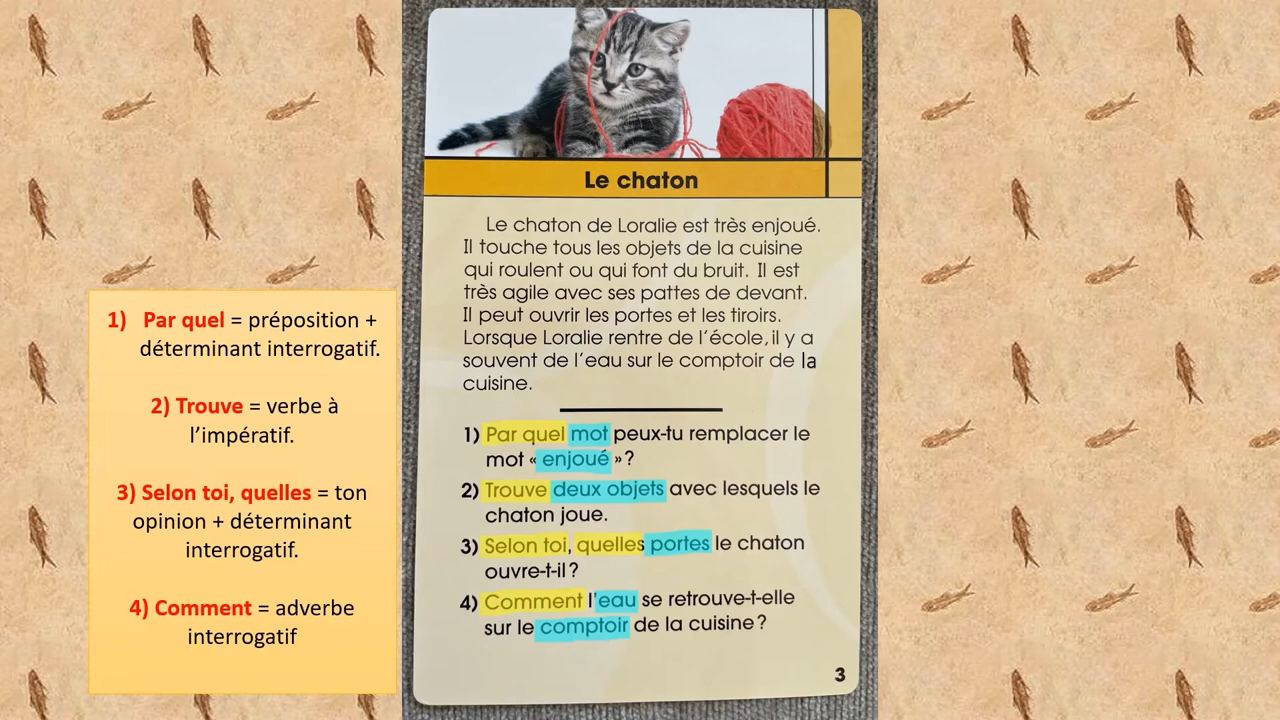 1) Par quel = préposition +
déterminant interrogatif.
2) Trouve = verbe à
l’impératif.
3) Selon toi, quelles = ton
opinion + déterminant
interrogatif.
4) Comment = adverbe
interrogatif
Le chaton
Le chaton de Loralie est très enjoué.
Il touche tous les objets de la cuisine
qui roulent ou qui font du bruit. Il est
très agile avec ses pattes de devant.
Il peut ouvrir les portes et les tiroirs.
Lorsque Loralie rentre de l’école, il y a
souvent de l’eau sur le comptoir de la
cuisine.
1) Par quel mot peux-tu remplacer le
mot « enjoué » ?
2) Trouve deux objets avec lesquels le
chaton joue.
3) Selon toi, quelles portes le chaton
ouvre-t-il ?
4) Comment l’eau se retrouve-t-elle
sur le comptoir de la cuisine ?
3